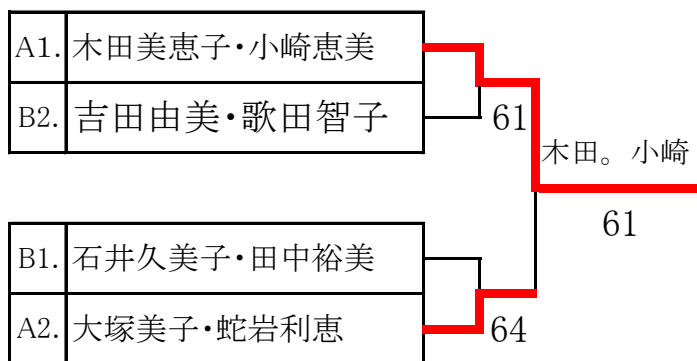 A1. 木田美恵子・小崎恵美
B2. 吉田由美・歌田智子
61
木田。小崎
61
B1. 石井久美子・田中裕美
A2. 大塚美子・蛇岩利恵
64